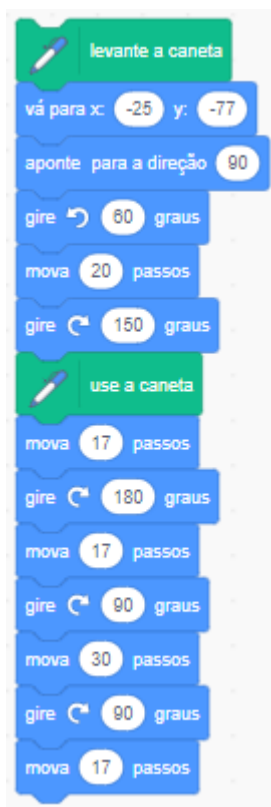 levante a caneta
vá para x: -25 y: -77
aponte para a direção 90
gire 60 graus
mova 20 passos
gire 150 graus
use a caneta
mova 17 passos
gire 180 graus
mova 17 passos
gire 90 graus
mova 30 passos
gire 90 graus
mova 17 passos